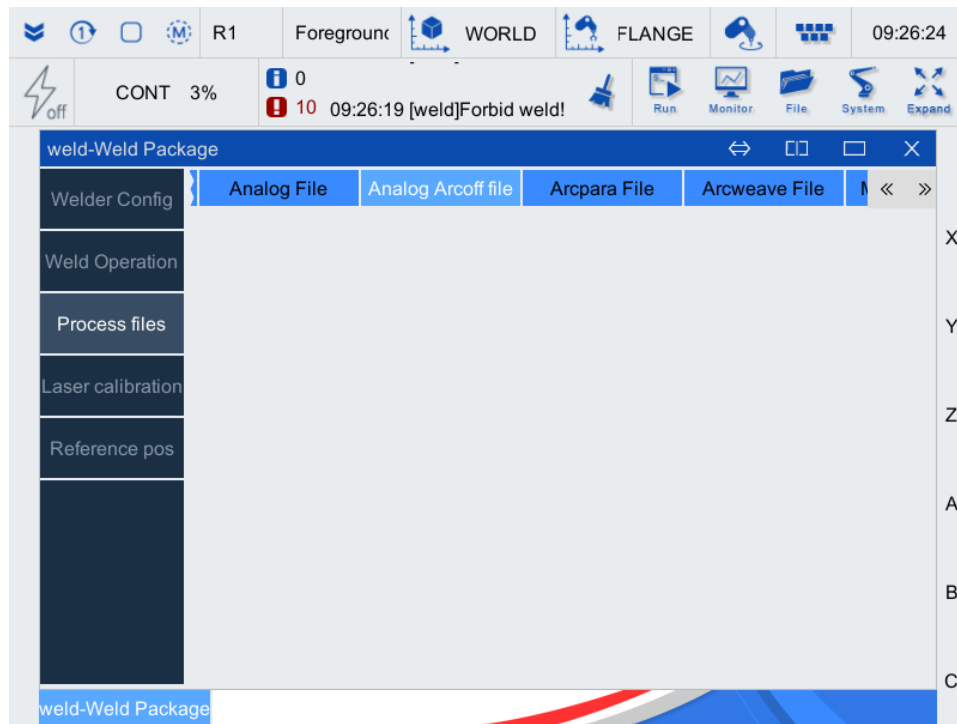 1 M R1 Foregrounc WORLD FLANGE 09:26:24
off CONT 3%
i 0
! 10 09:26:19 [weld]Forbid weld!
Run Monitor File System Expand
weld-Weld Package
Welder Config
Analog File Analog Arcoff file Arcpara File Arcweave File
Weld Operation
Process files
Laser calibration
Reference pos
X
Y
Z
A
B
C
weld-Weld Package